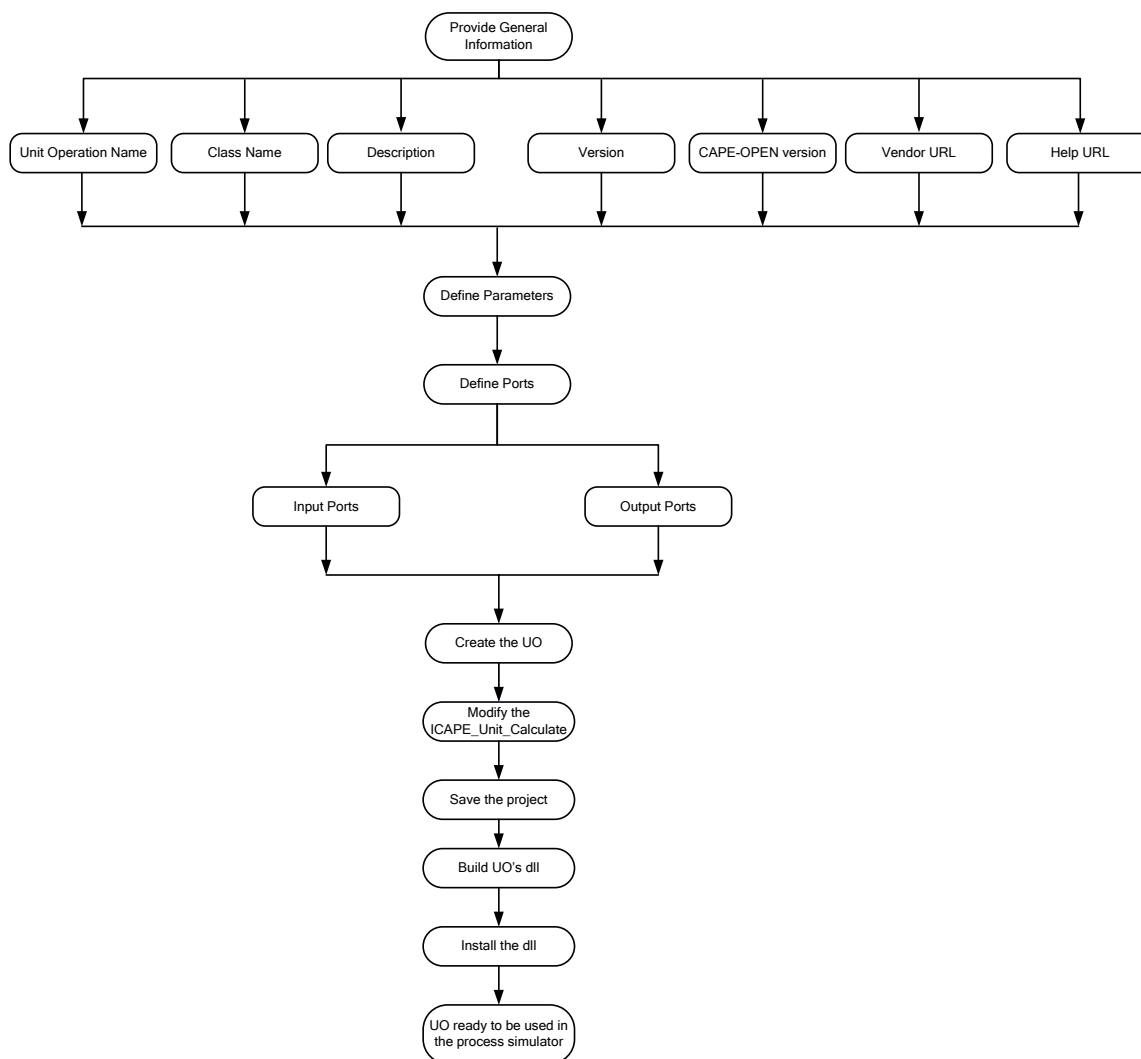 Provide General
Information
Unit Operation Name
Class Name
Description
Version
CAPE-OPEN version
Vendor URL
Help URL
Define Parameters
Define Ports
Input Ports
Output Ports
Create the UO
Modify the
ICAPE_Unit_Calculate
Save the project
Build UO's dll
Install the dll
UO ready to be used in
the process simulator